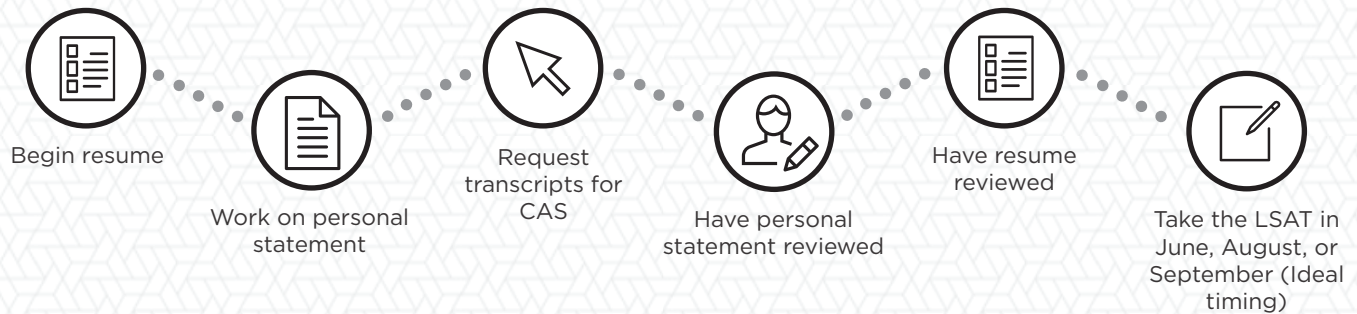 Begin resume
Work on personal
statement
Request
transcripts for
CAS
Have personal
statement reviewed
Have resume
reviewed
Take the LSAT in
June, August, or
September (Ideal
timing)